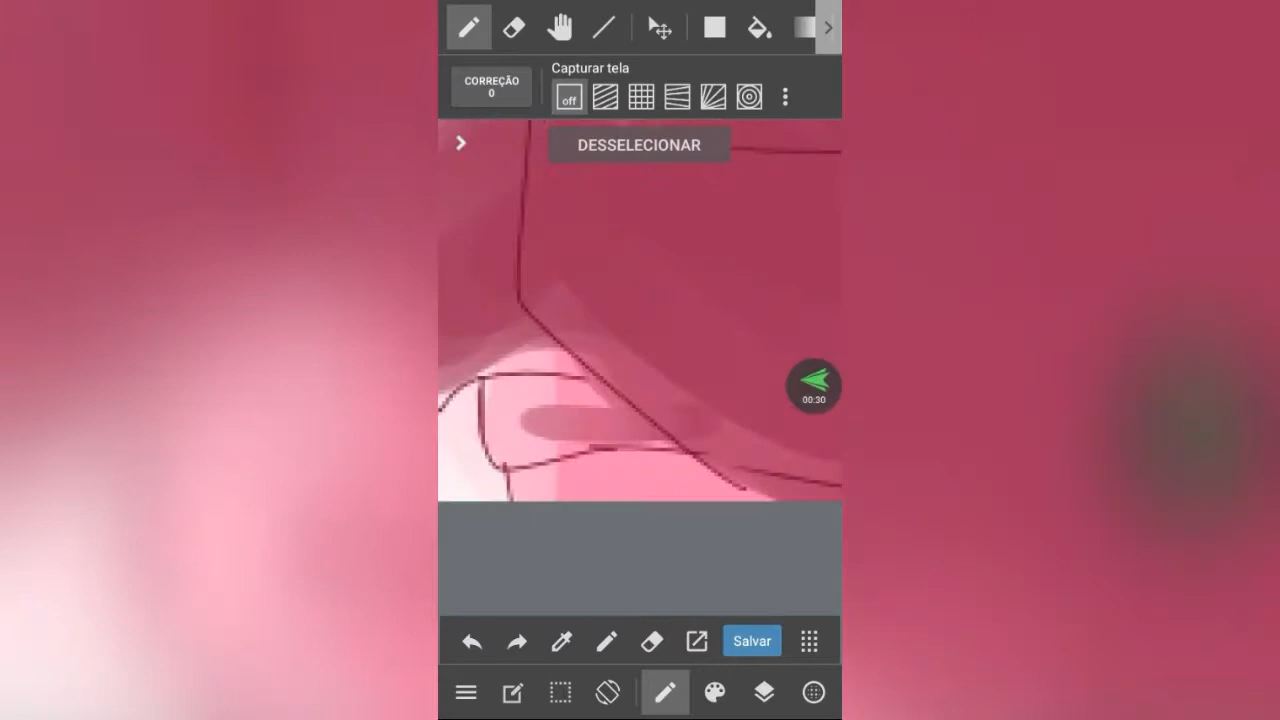 CORREÇÃO
0
Capturar tela
off
DESSELECIONAR
00:30
Salvar